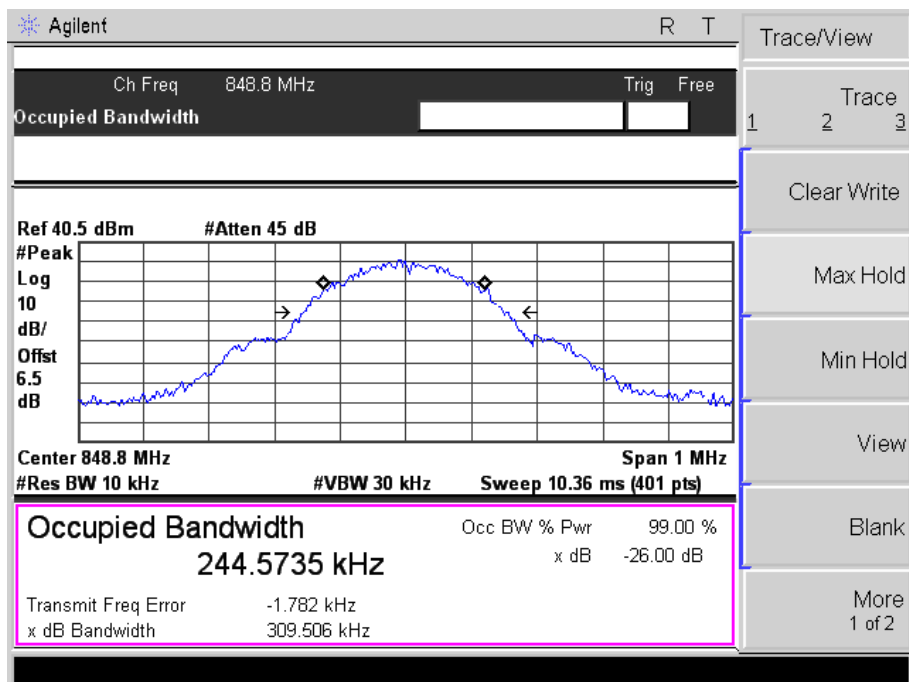 Agilent R T
Trace/View
Ch Freq 848.8 MHz Trig Free
Occupied Bandwidth
Trace
1 2 3
Clear Write
Ref 40.5 dBm #Atten 45 dB
#Peak
Log
10
dB/
Offst
6.5
dB
Max Hold
Min Hold
View
Center 848.8 MHz Span 1 MHz
#Res BW 10 kHz #VBW 30 kHz Sweep 10.36 ms (401 pts)
Occupied Bandwidth Occ BW % Pwr 99.00 %
244.5735 kHz x dB -26.00 dB
Blank
Transmit Freq Error -1.782 kHz
x dB Bandwidth 309.506 kHz
More
1 of 2